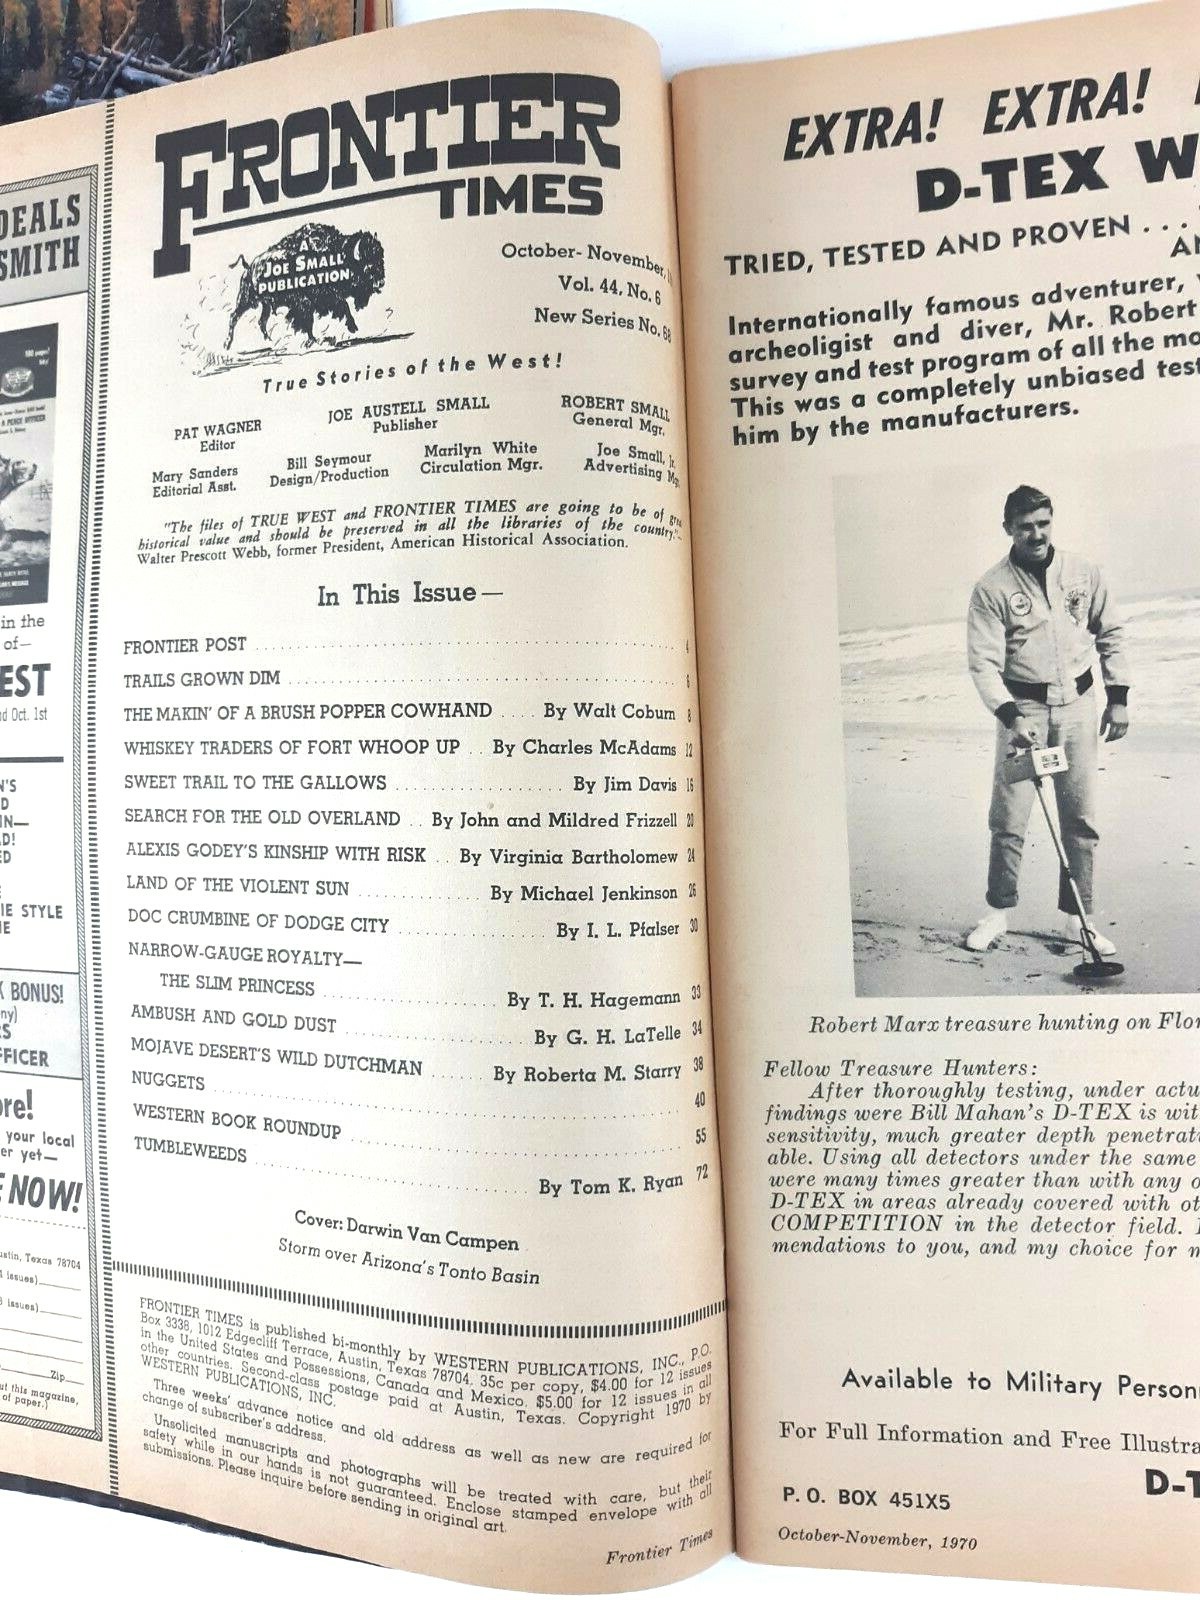 DEALS
SMITH
in the
of—
EST
nd Oct. 1st
N'S
D
IN—
AD!
ED
E
IE STYLE
IE
K BONUS!
ny)
RS
FFICER
ore!
your local
er yet—
E NOW!
ustin, Texas 78704
issues)
issues)
Zip
ut this magazine,
of paper.)
FRONTIER
TIMES
A
JOE SMALL
PUBLICATION
October-November,
Vol. 44, No. 6
New Series No. 68
True Stories of the West!
PAT WAGNER
Editor
JOE AUSTELL SMALL
Publisher
ROBERT SMALL
General Mgr.
Mary Sanders
Editorial Asst.
Bill Seymour
Design/Production
Marilyn White
Circulation Mgr.
Joe Small, Jr.
Advertising Mgr.
"The files of TRUE WEST and FRONTIER TIMES are going to be of great
historical value and should be preserved in all the libraries of the country."—
Walter Prescott Webb, former President, American Historical Association.
In This Issue—
FRONTIER POST 4
TRAILS GROWN DIM 6
THE MAKIN' OF A BRUSH POPPER COWHAND .... By Walt Coburn 8
WHISKEY TRADERS OF FORT WHOOP UP .. By Charles McAdams 12
SWEET TRAIL TO THE GALLOWS By Jim Davis 16
SEARCH FOR THE OLD OVERLAND .. By John and Mildred Frizzell 20
ALEXIS GODEY'S KINSHIP WITH RISK .. By Virginia Bartholomew 24
LAND OF THE VIOLENT SUN By Michael Jenkinson 26
DOC CRUMBINE OF DODGE CITY By I. L. Pfalser 30
NARROW-GAUGE ROYALTY—
THE SLIM PRINCESS By T. H. Hagemann 33
AMBUSH AND GOLD DUST By G. H. LaTelle 34
MOJAVE DESERT'S WILD DUTCHMAN By Roberta M. Starry 38
NUGGETS 40
WESTERN BOOK ROUNDUP 55
TUMBLEWEEDS By Tom K. Ryan 72
Cover: Darwin Van Campen
Storm over Arizona's Tonto Basin
FRONTIER TIMES is published bi-monthly by WESTERN PUBLICATIONS, INC., P.O.
Box 3338, 1012 Edgecliff Terrace, Austin, Texas 78704. 35c per copy, $4.00 for 12 issues
in the United States and Possessions, Canada and Mexico. $5.00 for 12 issues in all
other countries. Second-class postage paid at Austin, Texas. Copyright 1970 by
WESTERN PUBLICATIONS, INC.
Three weeks' advance notice and old address as well as new are required for
change of subscriber's address.
Unsolicited manuscripts and photographs will be treated with care, but their
safety while in our hands is not guaranteed. Enclose stamped envelope with all
submissions. Please inquire before sending in original art.
Frontier Times
EXTRA! EXTRA!
D-TEX W
TRIED, TESTED AND PROVEN ....
AN
Internationally famous adventurer,
archeoligist and diver, Mr. Robert
survey and test program of all the
This was a completely unbiased test
him by the manufacturers.
Robert Marx treasure hunting on Flor
Fellow Treasure Hunters:
After thoroughly testing, under actu
findings were Bill Mahan's D-TEX is wit
sensitivity, much greater depth penetrati
able. Using all detectors under the same
were many times greater than with any o
D-TEX in areas already covered with ot
COMPETITION in the detector field.
mendations to you, and my choice for m
Available to Military Personn
For Full Information and Free Illustra
D-T
P. O. BOX 451X5
October-November, 1970